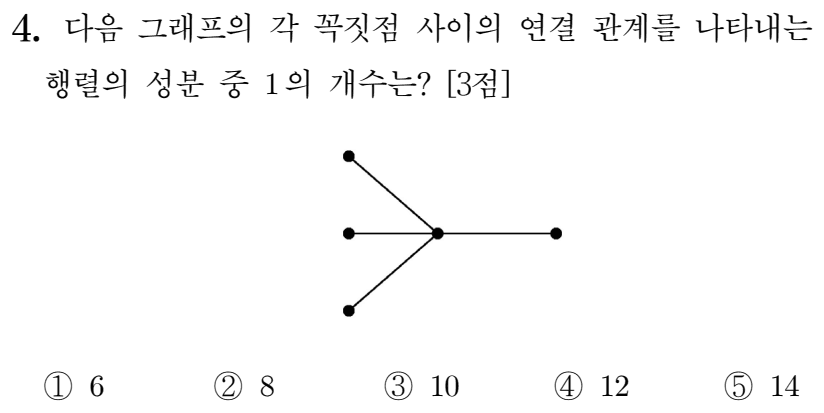 4. 다음 그래프의 각 꼭짓점 사이의 연결 관계를 나타내는
행렬의 성분 중 1의 개수는? [3점]
① 6 ② 8 ③ 10 ④ 12 ⑤ 14